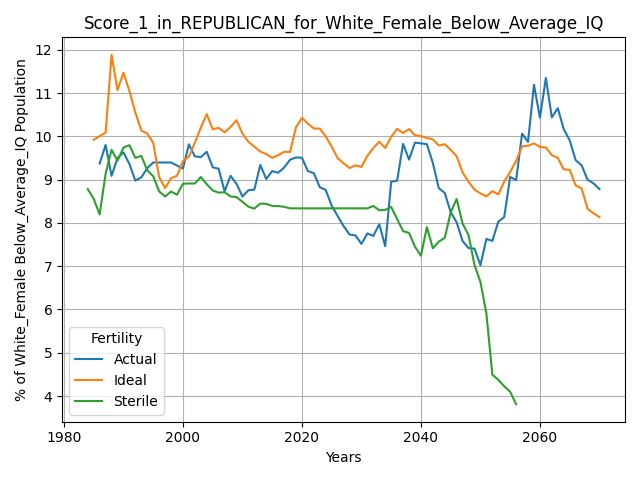 Score_1_in_REPUBLICAN_for_White_Female_Below_Average_IQ
% of White_Female Below_Average_IQ Population
12
11
10
9
8
7
6
5
4
Fertility
Actual
Ideal
Sterile
1980 2000 2020 2040 2060
Years